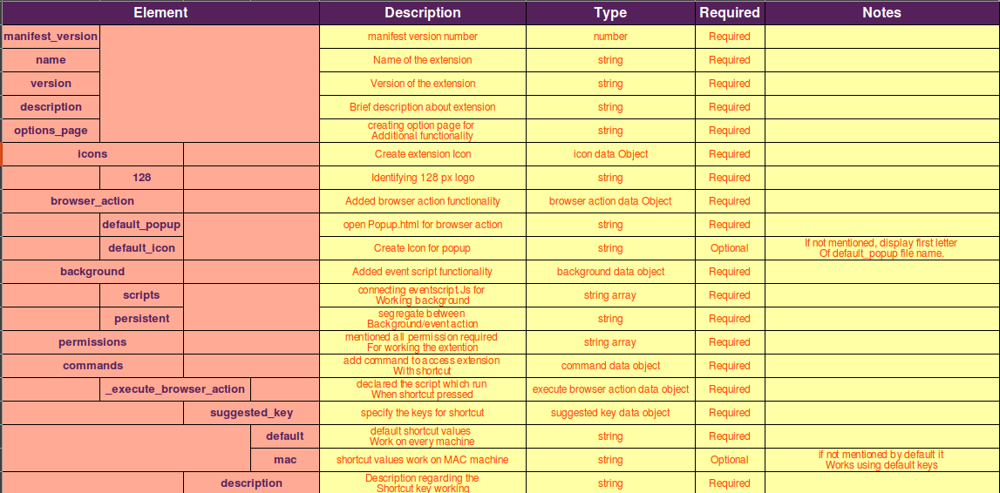 Element Description Type Required Notes
manifest_version manifest version number number Required
name Name of the extension string Required
version Version of the extension string Required
description Brief description about extension string Required
options_page creating option page for
Additional functionality string Required
icons Create extension Icon icon data Object Required
128 Identifying 128 px logo string Required
browser_action Added browser action functionality browser action data Object Required
default_popup open Popup.html for browser action string Required
default_icon Create Icon for popup string Optional If not mentioned, display first letter
Of default_popup file name.
background Added event script functionality background data object Required
scripts connecting eventscript.Js for
Working background string array Required
persistent segregate between
Background/event action string Required
permissions mentioned all permission required
For working the extention string array Required
commands add command to access extension
With shortcut command data object Required
_execute_browser_action declared the script which run
When shortcut pressed execute browser action data object Required
suggested_key specify the keys for shortcut suggested key data object Required
default default shortcut values
Work on every machine string Required
mac shortcut values work on MAC machine string Optional if not mentioned by default it
Works using default keys
description Description regarding the
Shortcut key working string Required